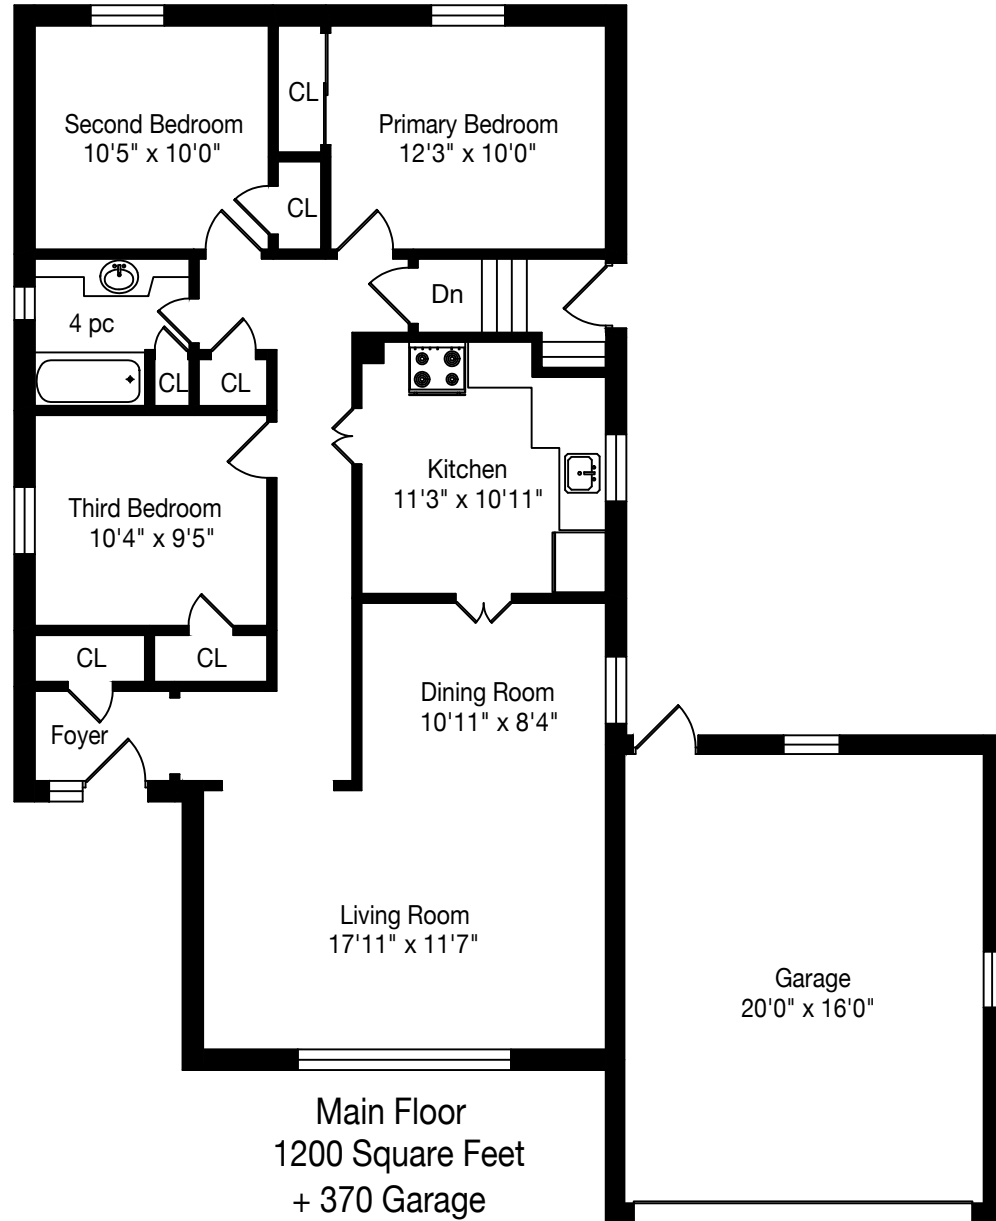 CL
Second Bedroom
10'5" x 10'0"
Primary Bedroom
12'3" x 10'0"
CL
Dn
4 pc
CL
CL
Kitchen
11'3" x 10'11"
Third Bedroom
10'4" x 9'5"
CL
CL
Dining Room
10'11" x 8'4"
Foyer
Living Room
17'11" x 11'7"
Garage
20'0" x 16'0"
Main Floor
1200 Square Feet
+ 370 Garage